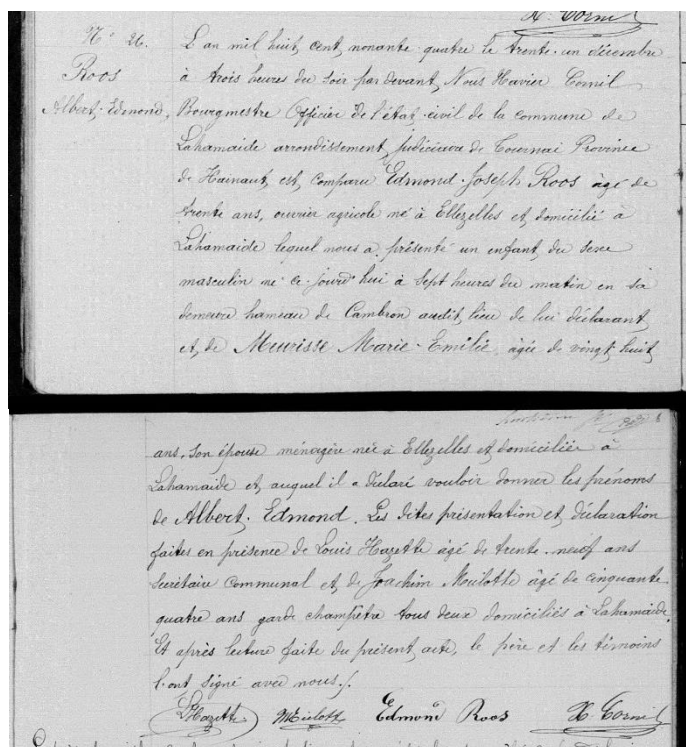 X. Cornil
N° 26.
Roos
Albert, Edmond,
L'an mil huit cent nonante quatre le trente-un décembre
à trois heures du soir par devant Nous Xavier Cornil
Bourgmestre Officier de l'état-civil de la commune de
Lahamaide arrondissement judiciaire de Tournai Province
de Hainaut, est comparu Edmond-Joseph Roos âgé de
trente ans, ouvrier agricole né à Ellezelles et domicilié à
Lahamaide lequel nous a présenté un enfant du sexe
masculin né ce-jourd'hui à sept heures du matin en sa
demeure hameau de Cambron audit lieu de lui déclarant
et de Meurisse Marie-Emilie âgée de vingt huit
ans, son épouse ménagère née à Ellezelles et domiciliée à
Lahamaide et auquel il a déclaré vouloir donner les prénoms
de Albert-Edmond. Les dites présentation et déclaration
faites en présence de Louis Hazette âgé de trente-neuf ans
secrétaire communal et de Joachim Miclotte âgé de cinquante
quatre ans garde champêtre tous deux domiciliés à Lahamaide
Et après lecture faite du présent acte, le père et les témoins
l'ont signé avec nous./.
LHazette Miclotte Edmond Roos X. Cornil